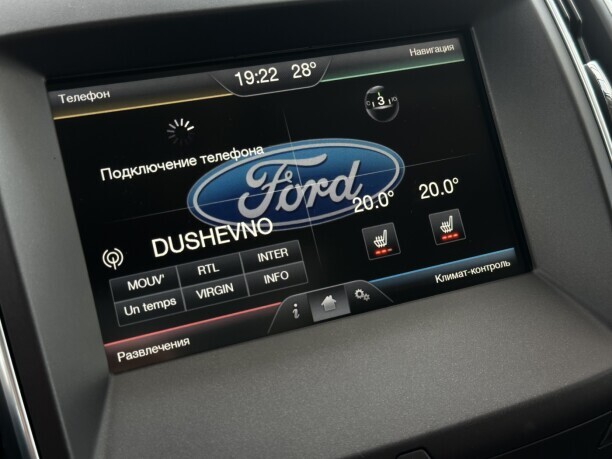 Телефон
19:22 28°
Навигация
З
Подключение телефона
Ford
20.0° 20.0°
DUSHEVNO
MOUV' RTL INTER
Un temps VIRGIN INFO
Развлечения
Климат-контроль